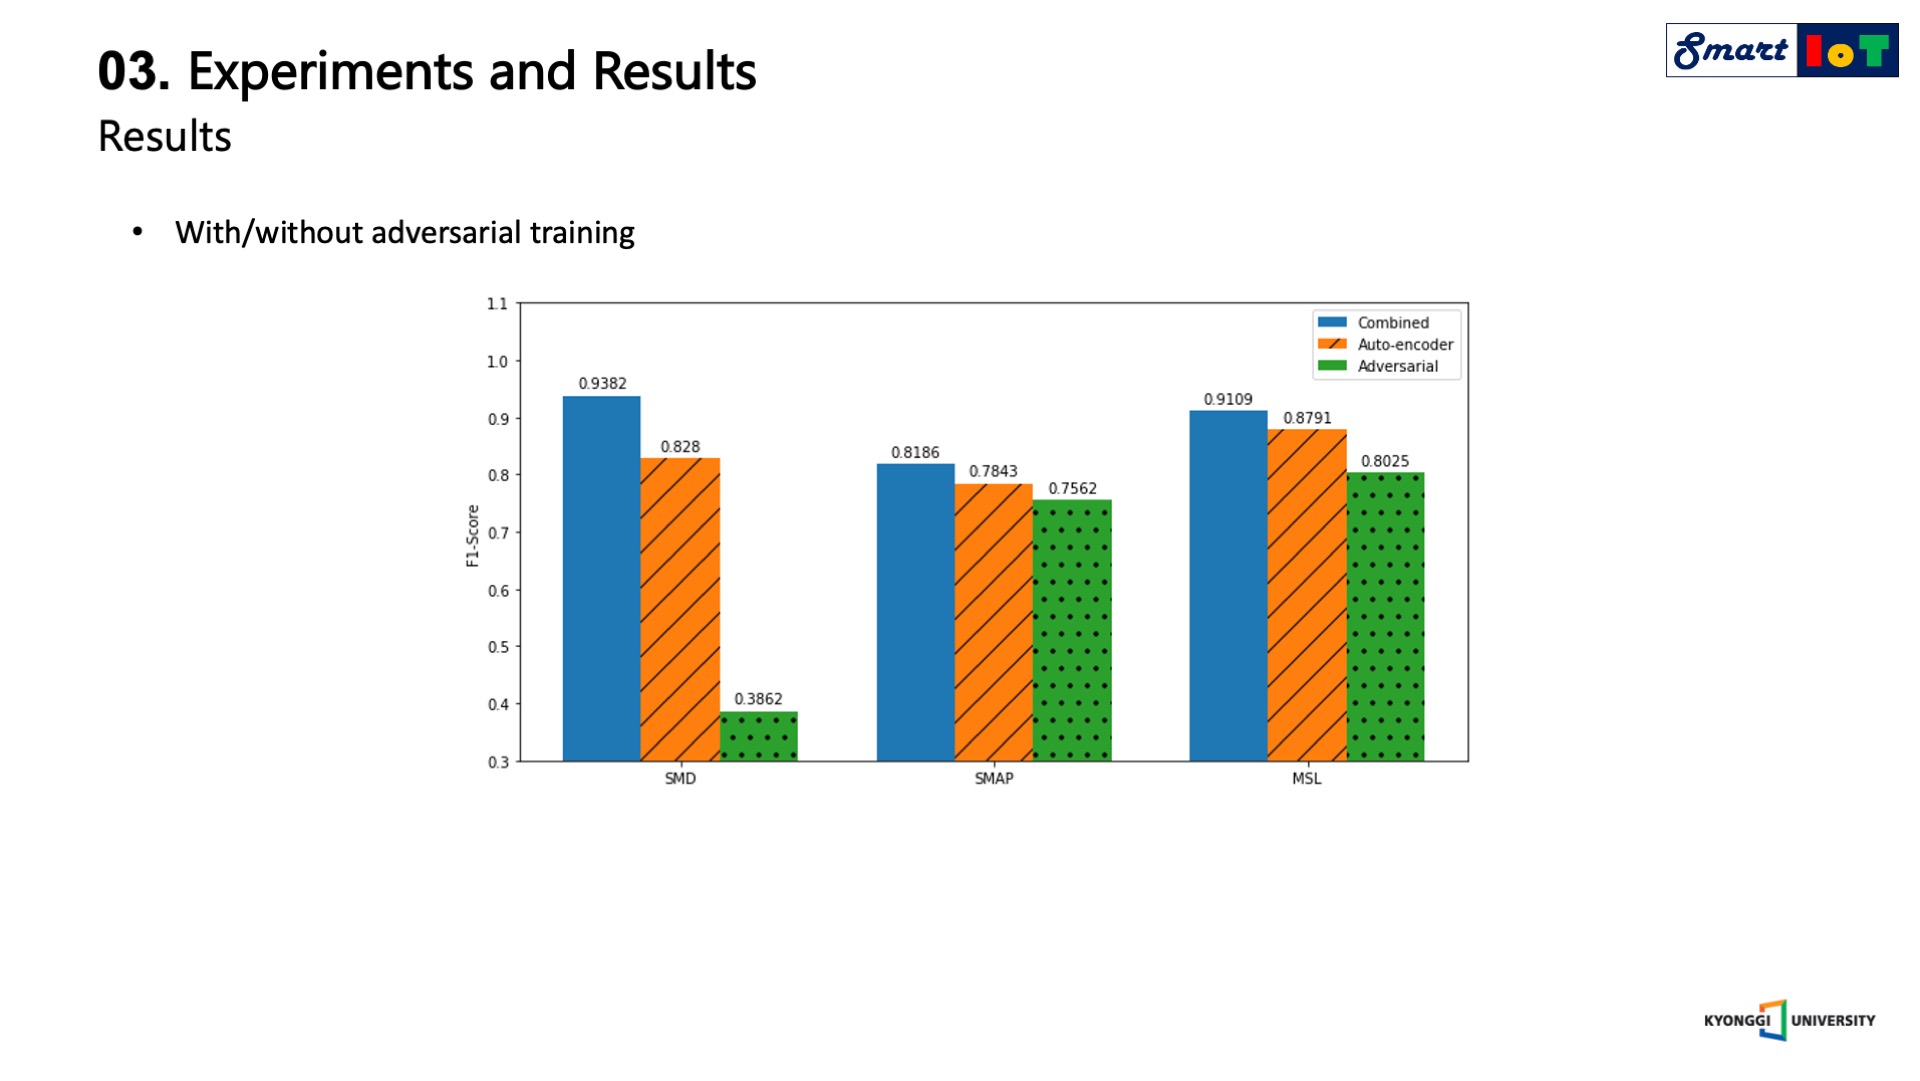 03. Experiments and Results
Smart IoT
Results
• With/without adversarial training
1.1
1.0
0.9
0.8
0.7
0.6
0.5
0.4
0.3
F1-Score
Combined
Auto-encoder
Adversarial
0.9382
0.828
0.3862
0.8186
0.7843
0.7562
0.9109
0.8791
0.8025
SMD
SMAP
MSL
KYONGGI UNIVERSITY